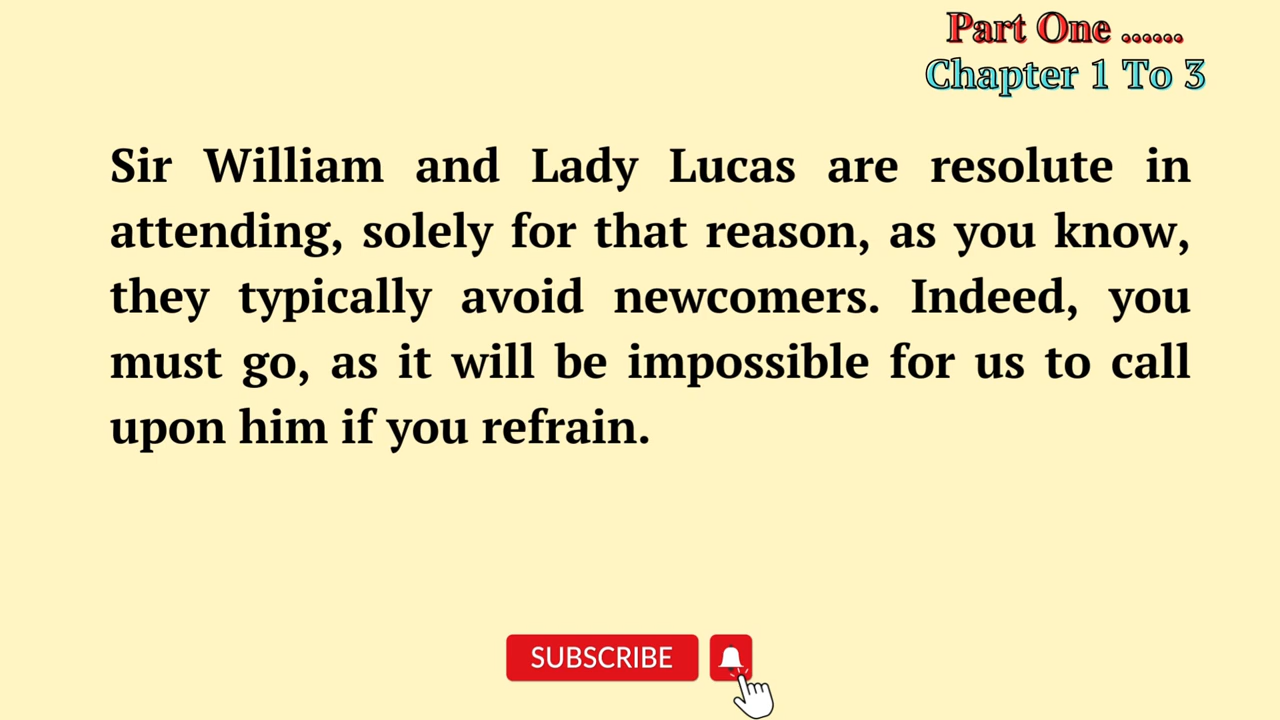 Part One ......
Chapter 1 To 3
Sir William and Lady Lucas are resolute in
attending, solely for that reason, as you know,
they typically avoid newcomers. Indeed, you
must go, as it will be impossible for us to call
upon him if you refrain.
SUBSCRIBE